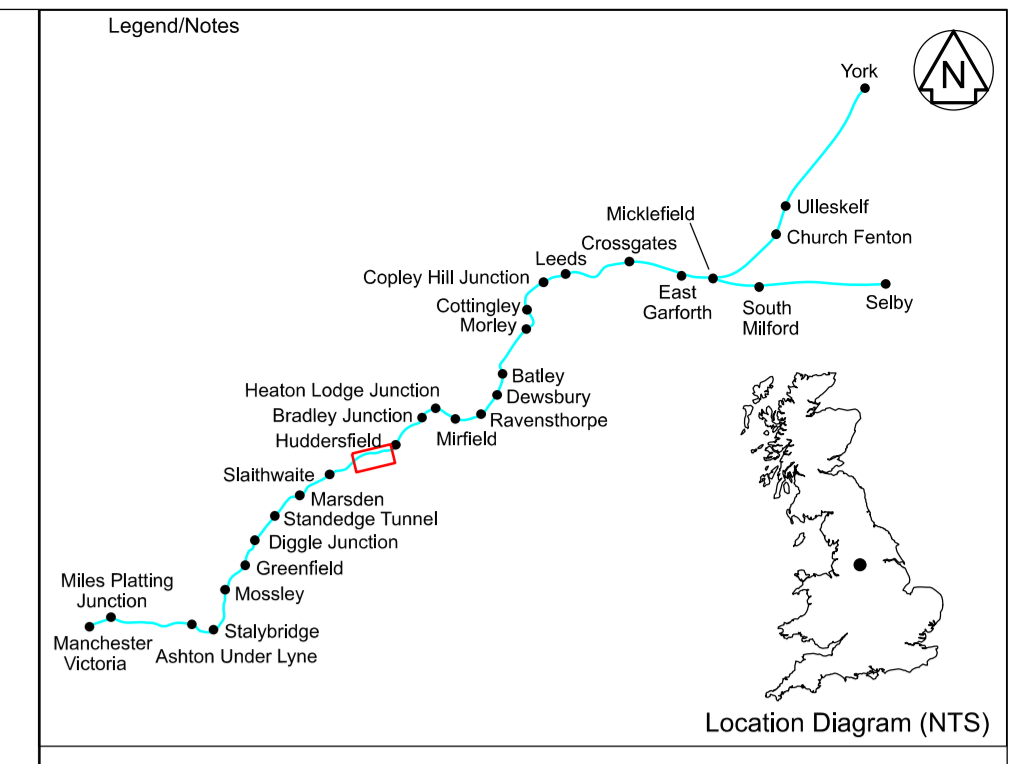 Legend/Notes
N
York
Ulleskelf
Micklefield
Church Fenton
Crossgates
Leeds
Copley Hill Junction
East
Garforth
South
Milford
Selby
Cottingley
Morley
Batley
Heaton Lodge Junction
Dewsbury
Bradley Junction
Ravensthorpe
Huddersfield
Mirfield
Slaithwaite
Marsden
Standedge Tunnel
Diggle Junction
Greenfield
Miles Platting
Junction
Mossley
Stalybridge
Manchester
Victoria
Ashton Under Lyne
Location Diagram (NTS)